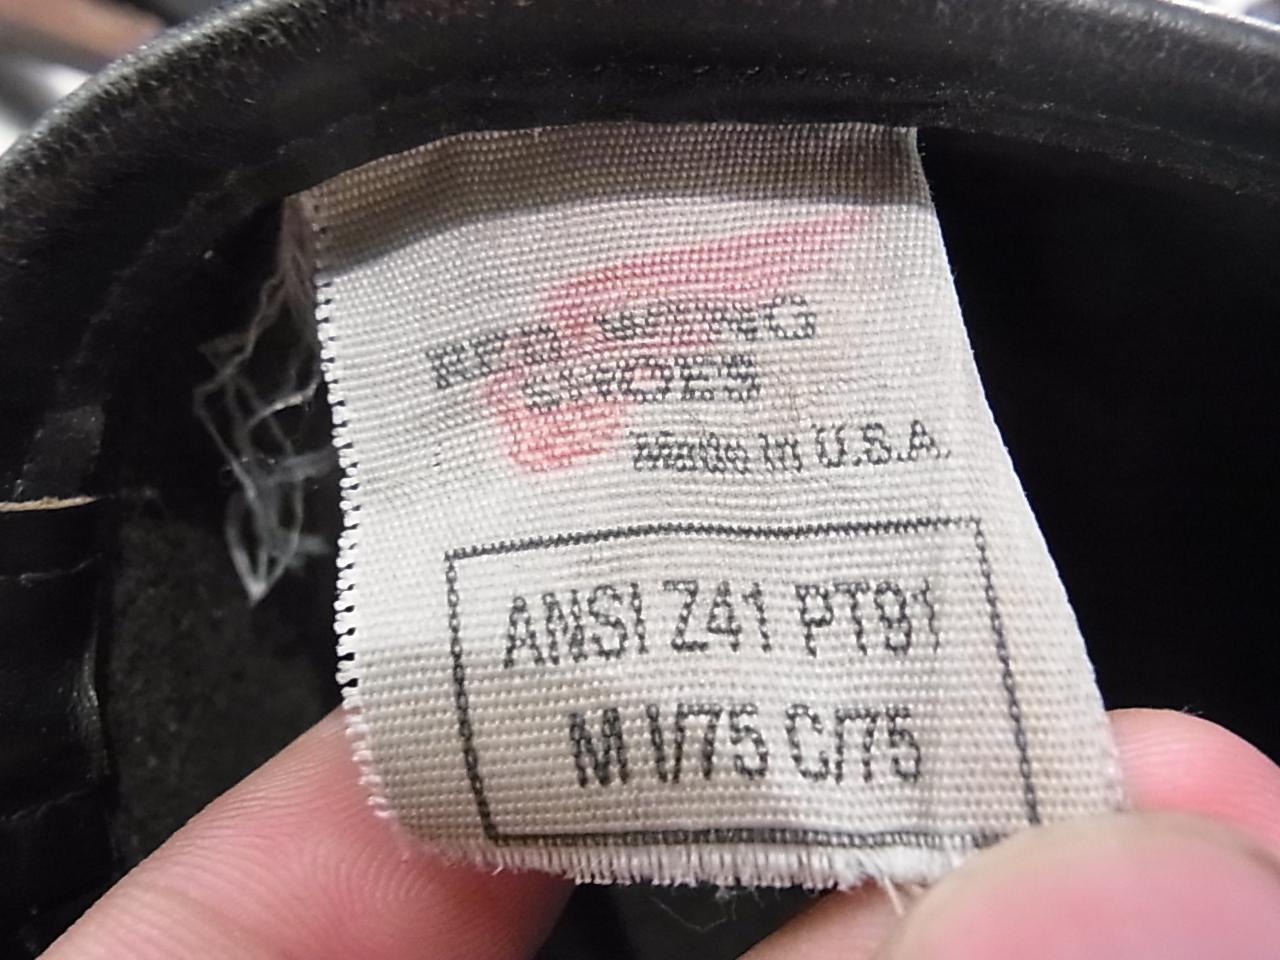 RED WING
SHOES
Made in U.S.A.
ANSI Z41 PT91
M I/75 C/75